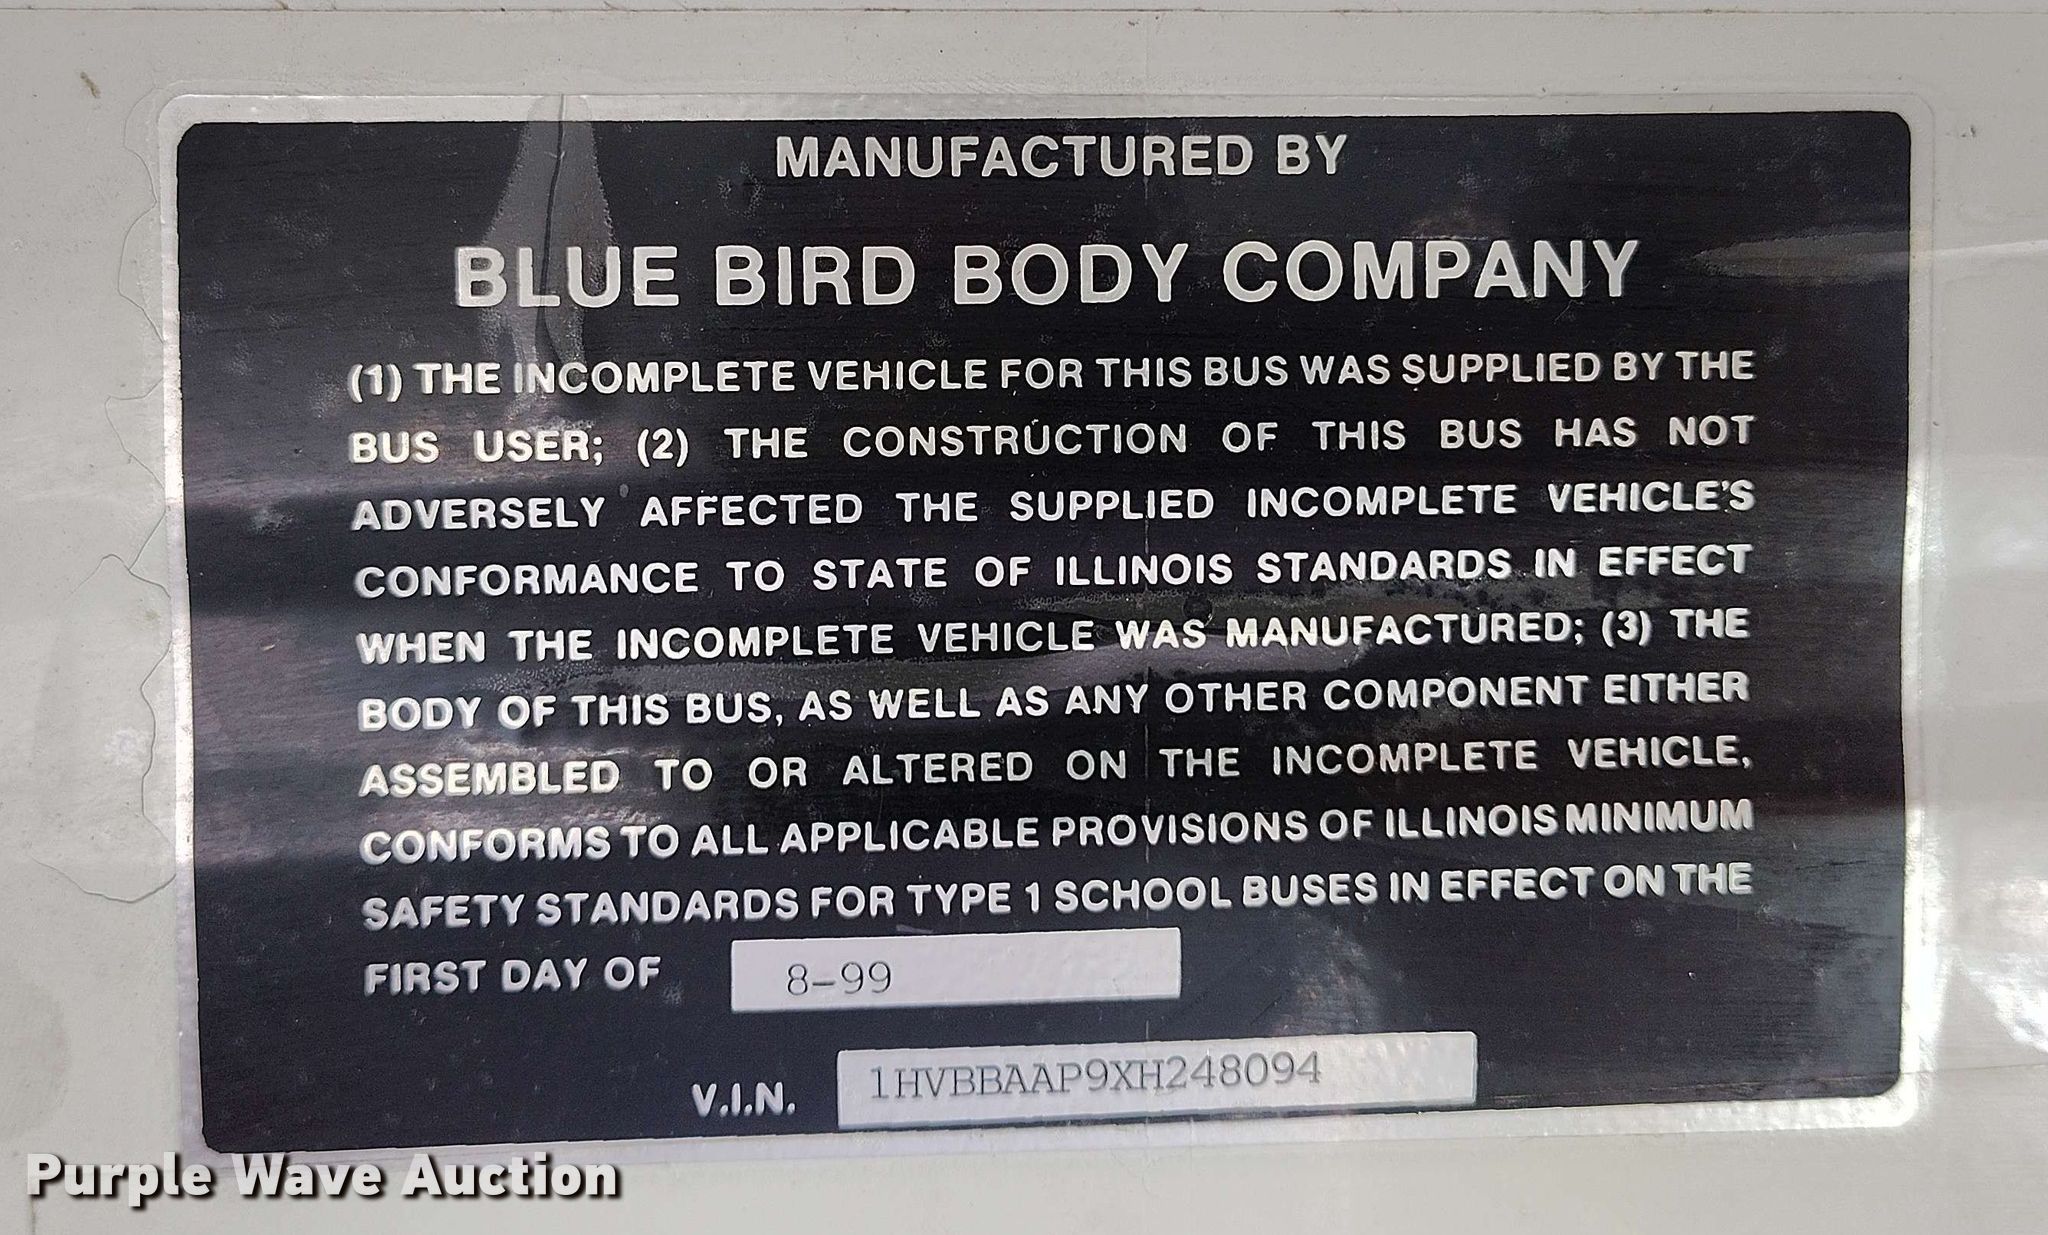 MANUFACTURED BY
BLUE BIRD BODY COMPANY
(1) THE INCOMPLETE VEHICLE FOR THIS BUS WAS SUPPLIED BY THE
BUS USER; (2) THE CONSTRUCTION OF THIS BUS HAS NOT
ADVERSELY AFFECTED THE SUPPLIED INCOMPLETE VEHICLE'S
CONFORMANCE TO STATE OF ILLINOIS STANDARDS IN EFFECT
WHEN THE INCOMPLETE VEHICLE WAS MANUFACTURED; (3) THE
BODY OF THIS BUS, AS WELL AS ANY OTHER COMPONENT EITHER
ASSEMBLED TO OR ALTERED ON THE INCOMPLETE VEHICLE,
CONFORMS TO ALL APPLICABLE PROVISIONS OF ILLINOIS MINIMUM
SAFETY STANDARDS FOR TYPE 1 SCHOOL BUSES IN EFFECT ON THE
FIRST DAY OF 8-99
V.I.N. 1HVBBAAP9XH248094
Purple Wave Auction